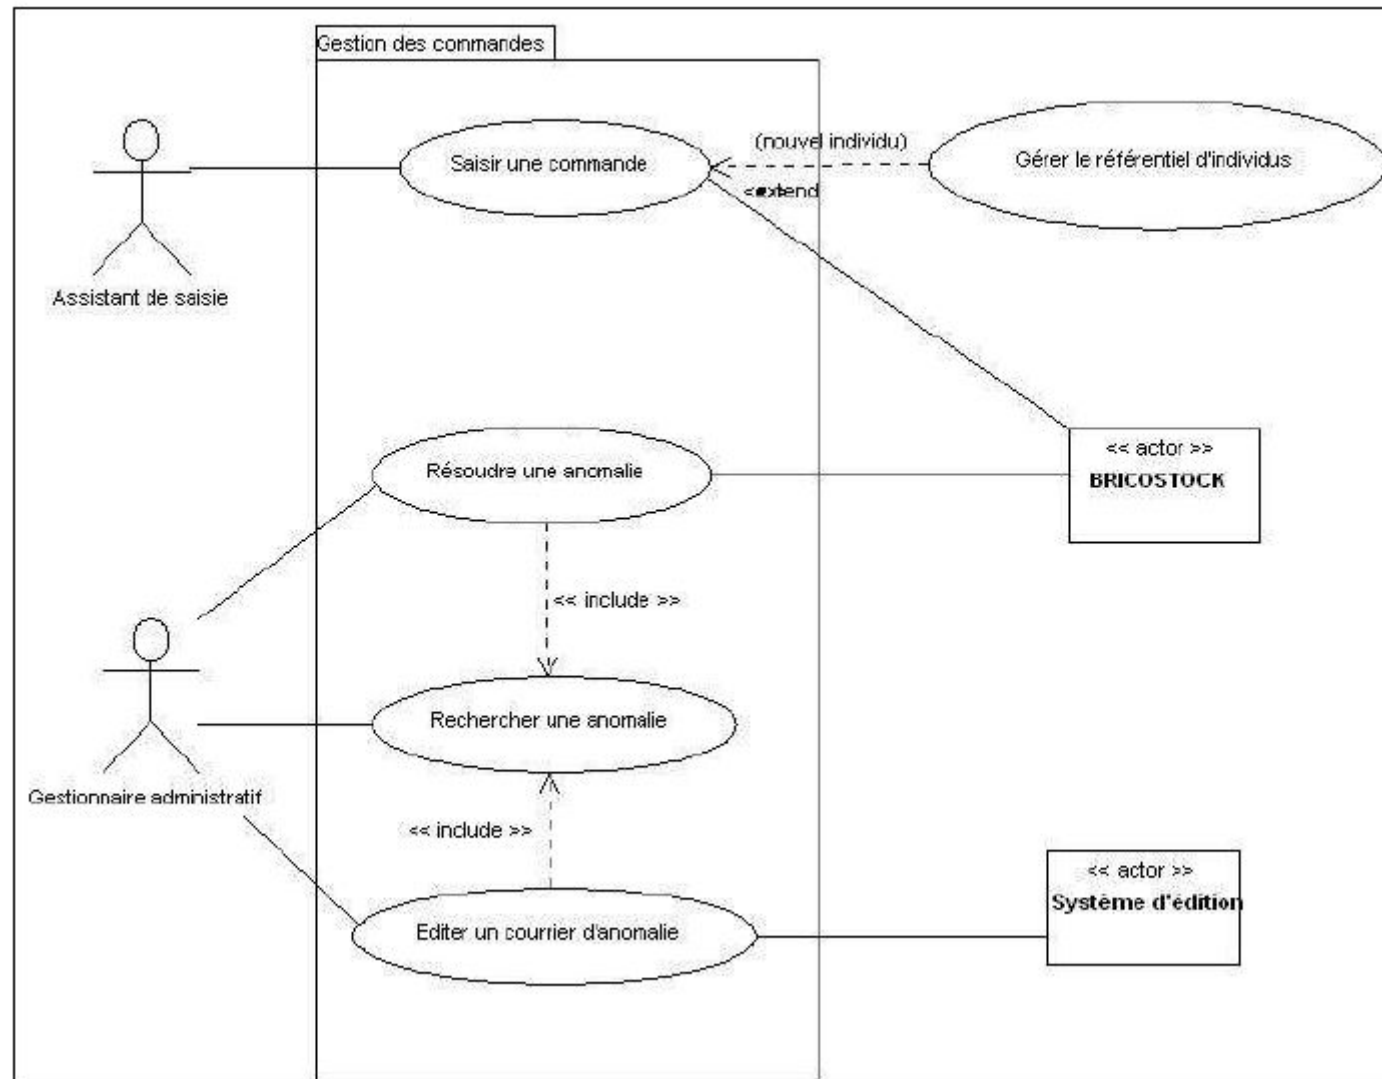 Gestion des commandes
(nouvel individu)
Saisir une commande
Gérer le référentiel d'individus
<extend
Assistant de saisie
<< actor >>
BRICOSTOCK
Résoudre une anomalie
<< include >>
Rechercher une anomalie
Gestionnaire administratif
<< include >>
<< actor >>
Système d'édition
Editer un courrier d'anomalie